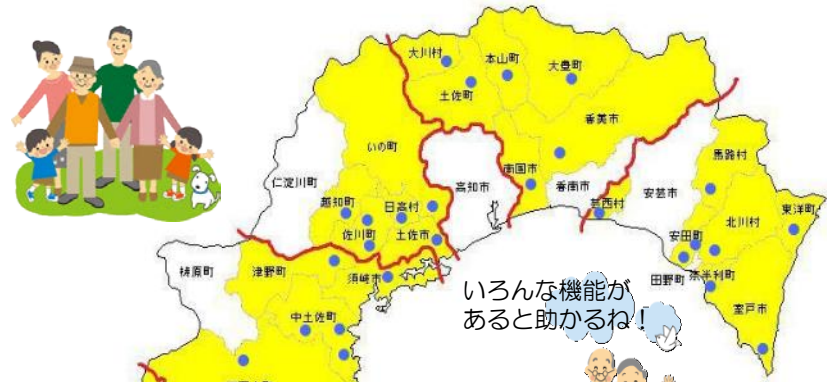 大川村
本山町
大豊町
土佐町
香美市
いの町
馬路村
南国市
仁淀川町
高知市
香南市
安芸市
越知町
日高村
芸西村
東洋町
北川村
佐川町
土佐市
安田町
梼原町
津野町
須崎市
田野町
奈半利町
いろんな機能が
あると助かるね!
室戸市
中土佐町